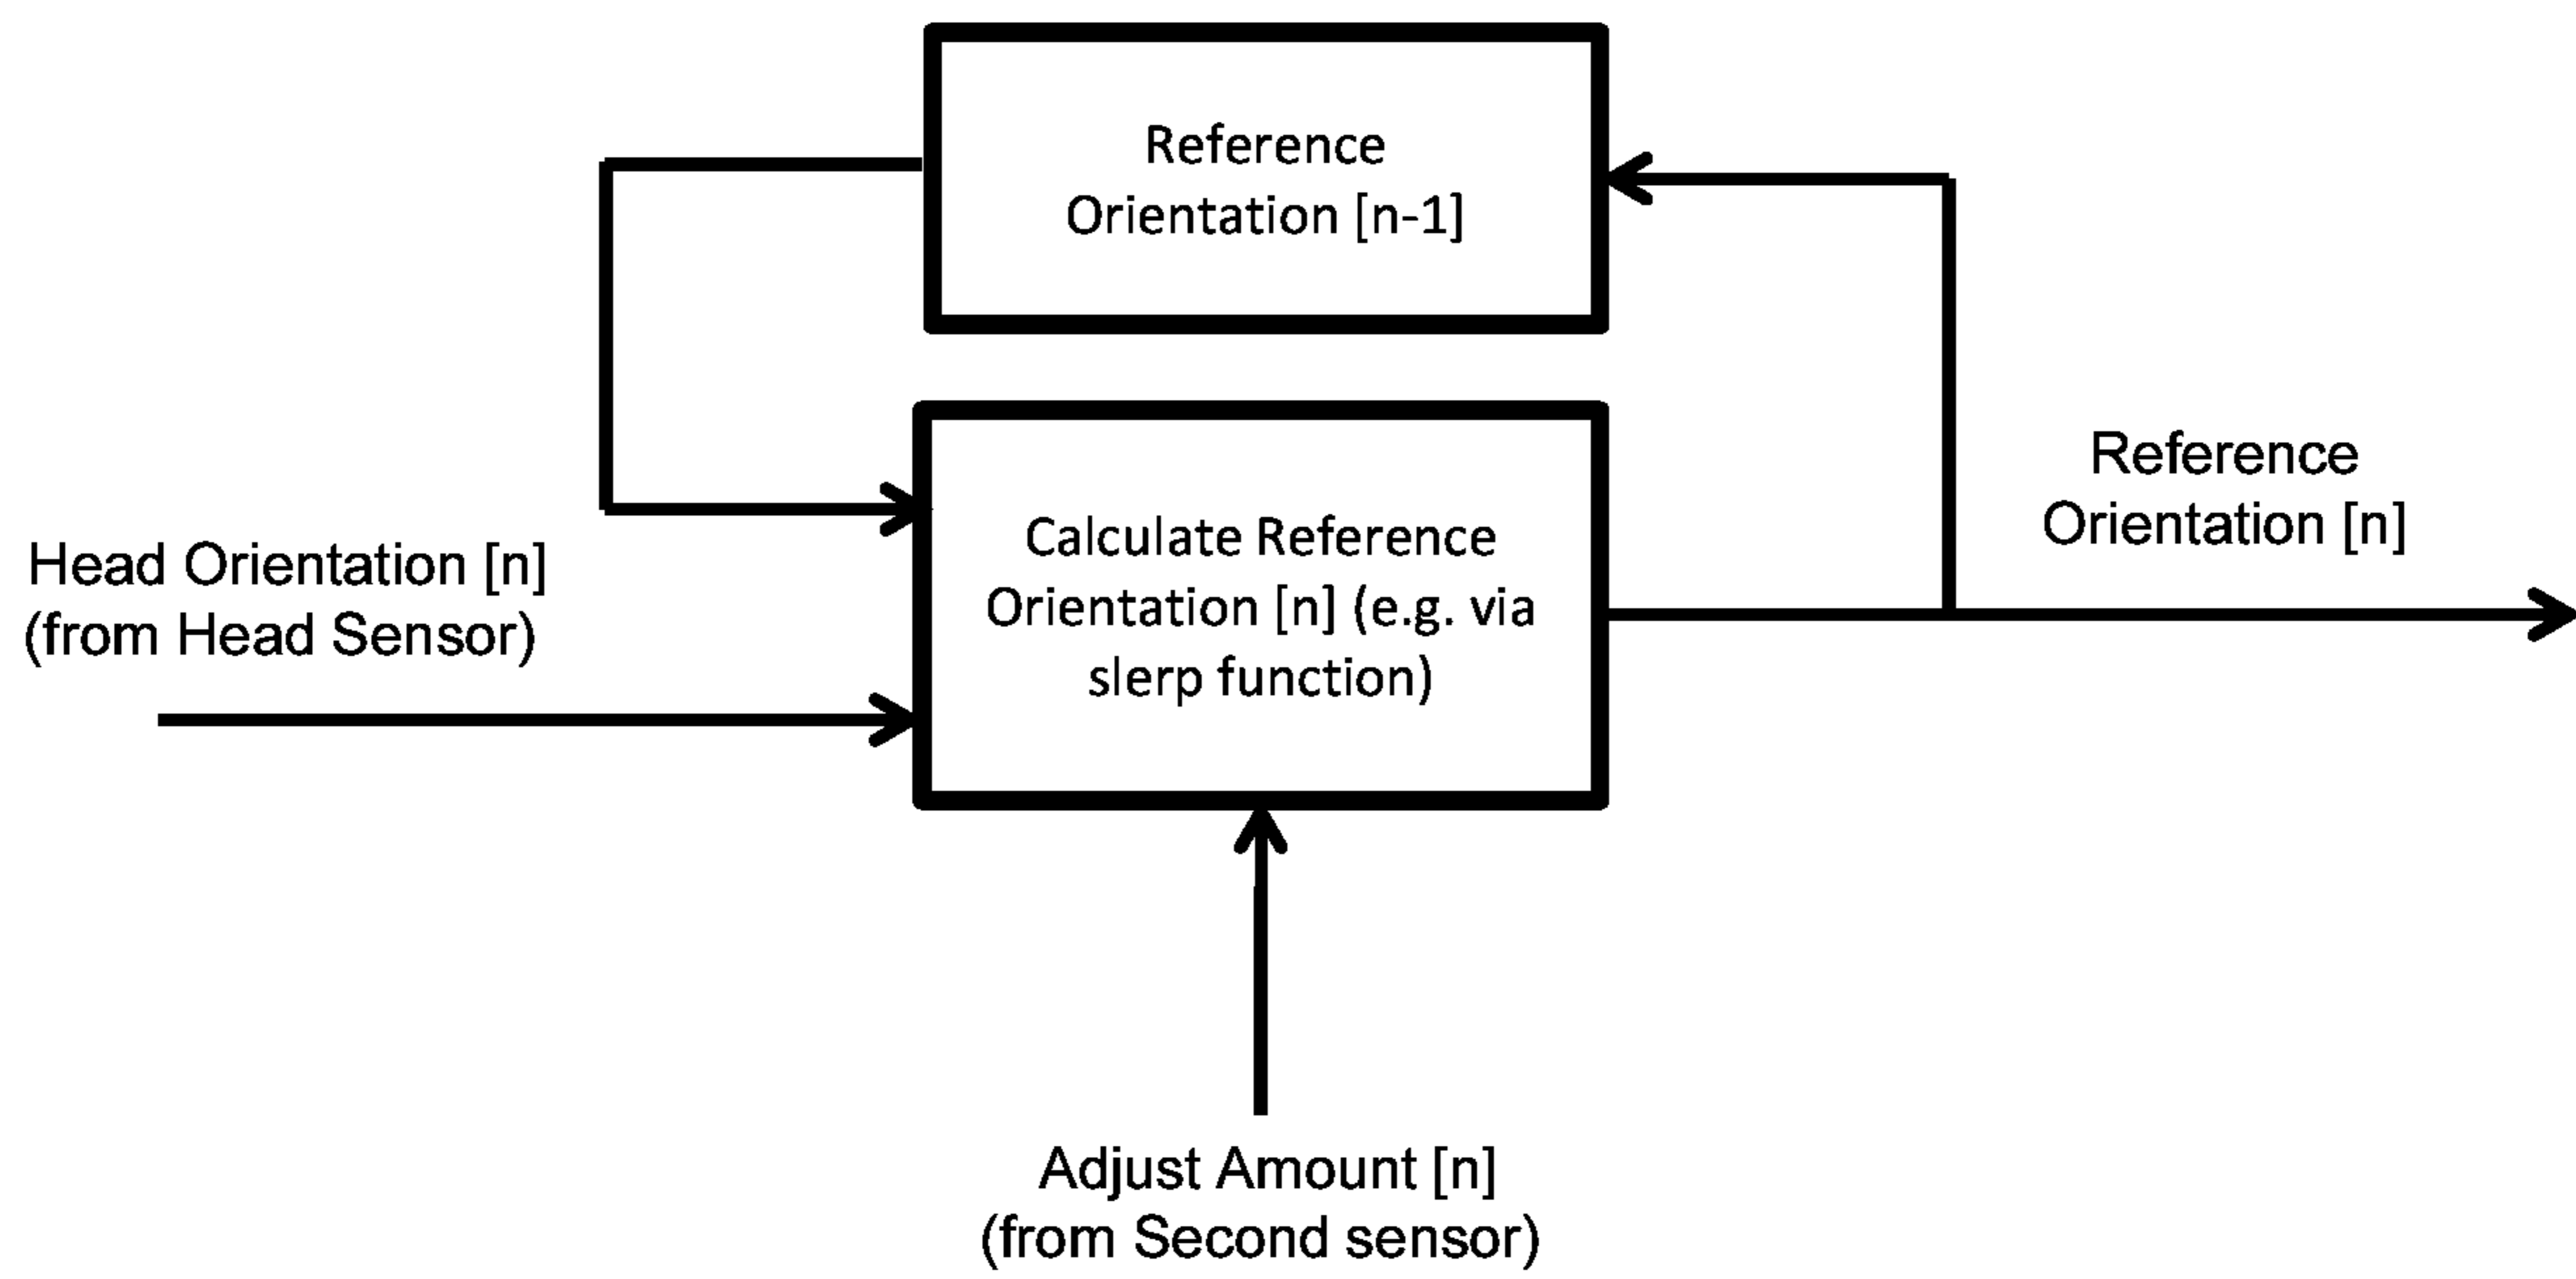 Reference
Orientation [n-1]
Reference
Orientation [n]
Head Orientation [n]
(from Head Sensor)
Calculate Reference
Orientation [n] (e.g. via
slerp function)
Adjust Amount [n]
(from Second sensor)